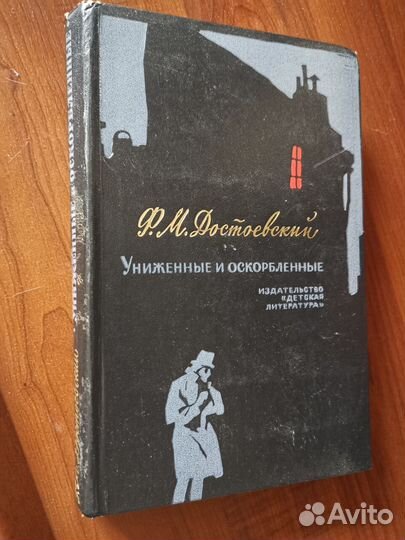 Ф. М. Достоевский
Униженные и оскорбленные
ИЗДАТЕЛЬСТВО
«ДЕТСКАЯ
ЛИТЕРАТУРА»
Avito